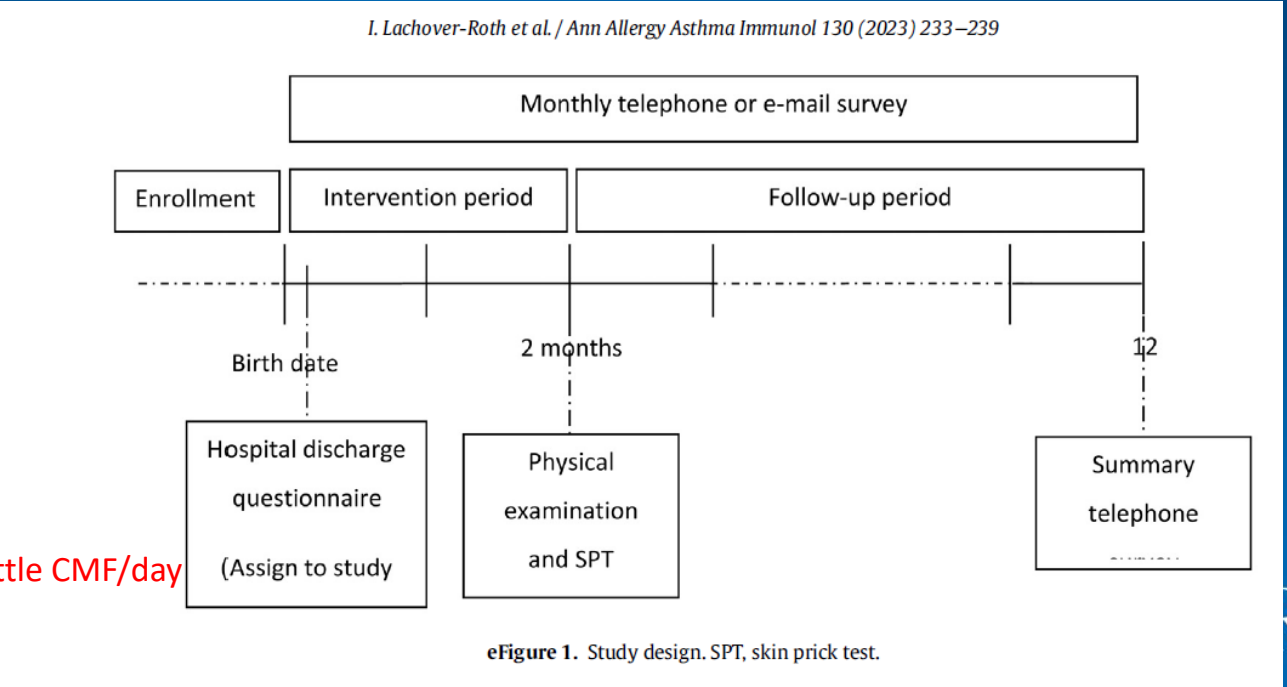 I. Lachover-Roth et al. / Ann Allergy Asthma Immunol 130 (2023) 233–239
Monthly telephone or e-mail survey
Enrollment
Intervention period
Follow-up period
Birth date
2 months
12
Hospital discharge
questionnaire
(Assign to study
Physical
examination
and SPT
Summary
telephone
CMF/day
eFigure 1. Study design. SPT, skin prick test.